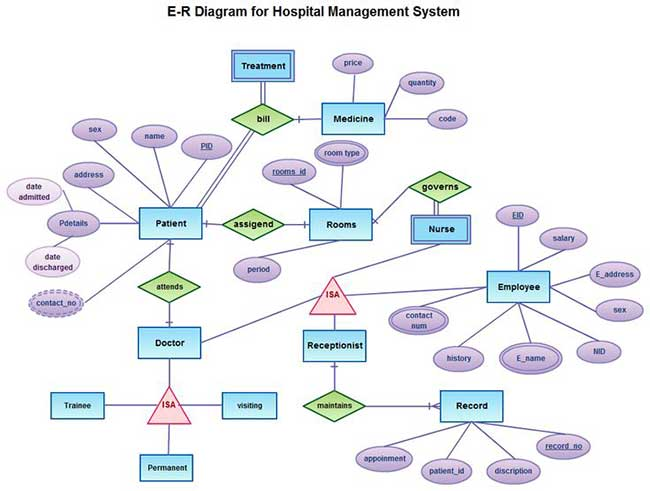 E-R Diagram for Hospital Management System
Treatment
price
quantity
bill
Medicine
code
sex
name
PID
room type
address
rooms_id
governs
date
admitted
EID
Pdetails
Patient
assigend
Rooms
Nurse
salary
date
discharged
period
E_address
attends
ISA
Employee
contact_no
contact
num
sex
Doctor
Receptionist
history
E_name
NID
Trainee
ISA
visiting
maintains
Record
record_no
appoinment
patient_id
discription
Permanent